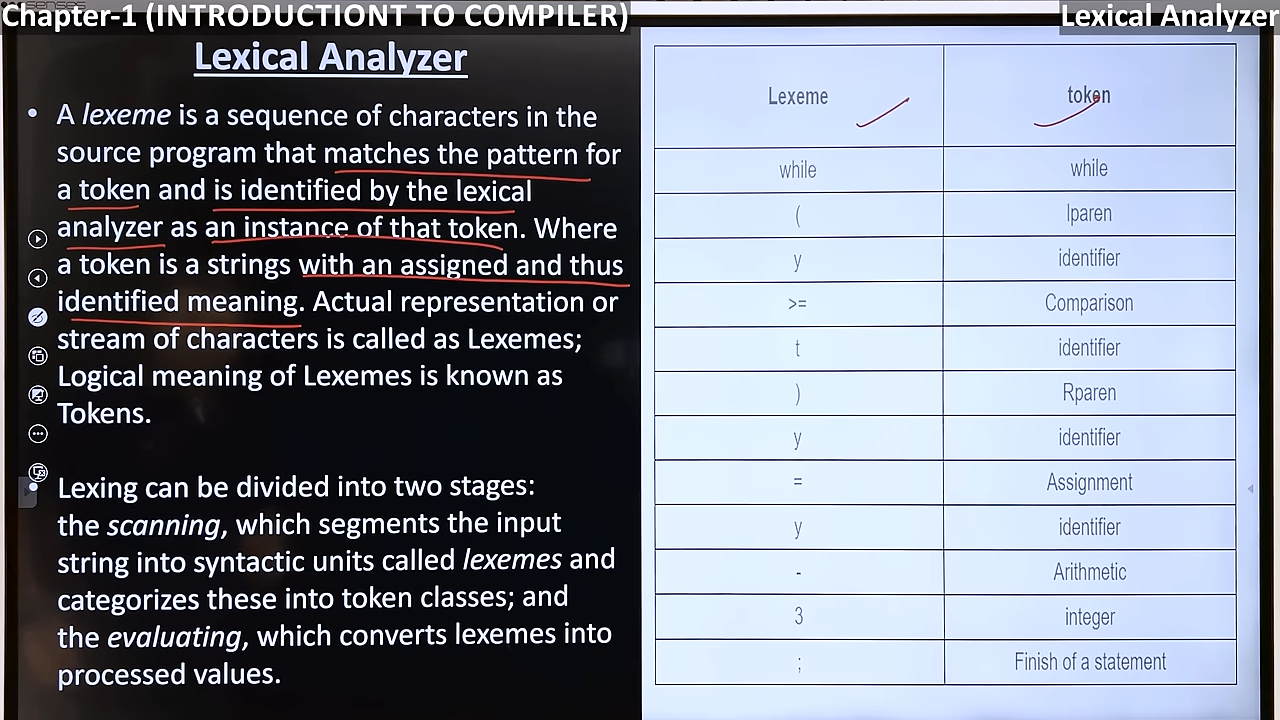 Chapter-1 (INTRODUCTIONT TO COMPILER)
Lexical Analyzer
Lexical Analyzer
• A lexeme is a sequence of characters in the
source program that matches the pattern for
a token and is identified by the lexical
analyzer as an instance of that token. Where
a token is a strings with an assigned and thus
identified meaning. Actual representation or
stream of characters is called as Lexemes;
Logical meaning of Lexemes is known as
Tokens.
• Lexing can be divided into two stages:
the scanning, which segments the input
string into syntactic units called lexemes and
categorizes these into token classes; and
the evaluating, which converts lexemes into
processed values.
Lexeme token
while while
( lparen
y identifier
>= Comparison
t identifier
) Rparen
y identifier
= Assignment
y identifier
- Arithmetic
3 integer
; Finish of a statement